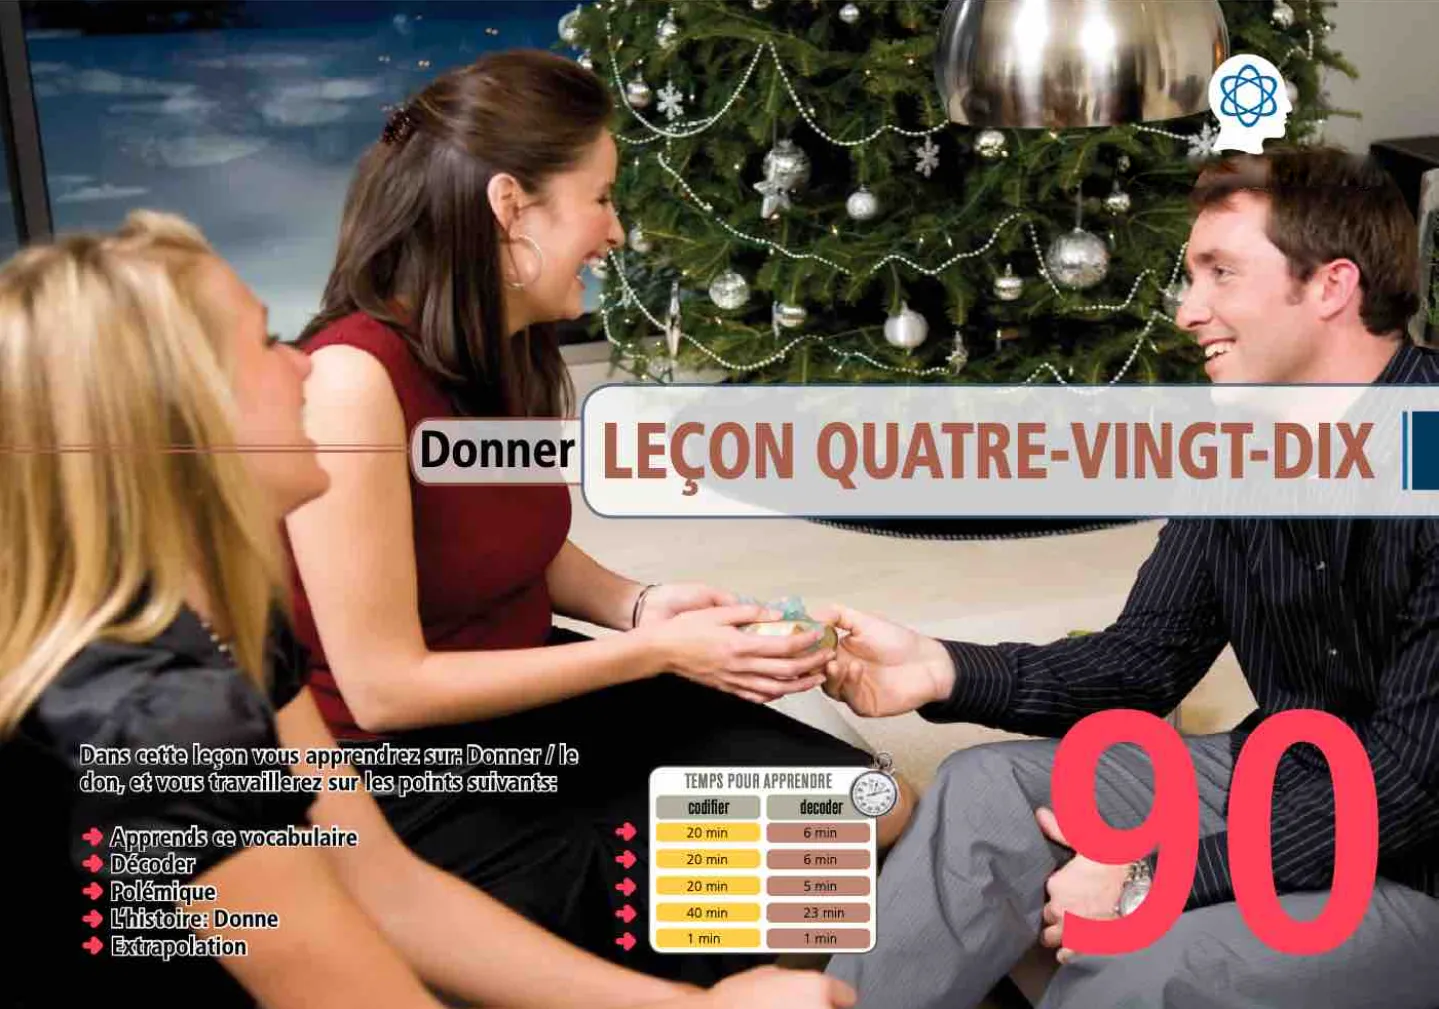 Donner
LEÇON QUATRE-VINGT-DIX
Dans cette leçon vous apprendrez sur: Donner / le
don, et vous travaillerez sur les points suivants:
Apprends ce vocabulaire
Décoder
Polémique
L'histoire: Donne
Extrapolation
TEMPS POUR APPRENDRE
codifier decoder
20 min 6 min
20 min 6 min
20 min 5 min
40 min 23 min
1 min 1 min
90